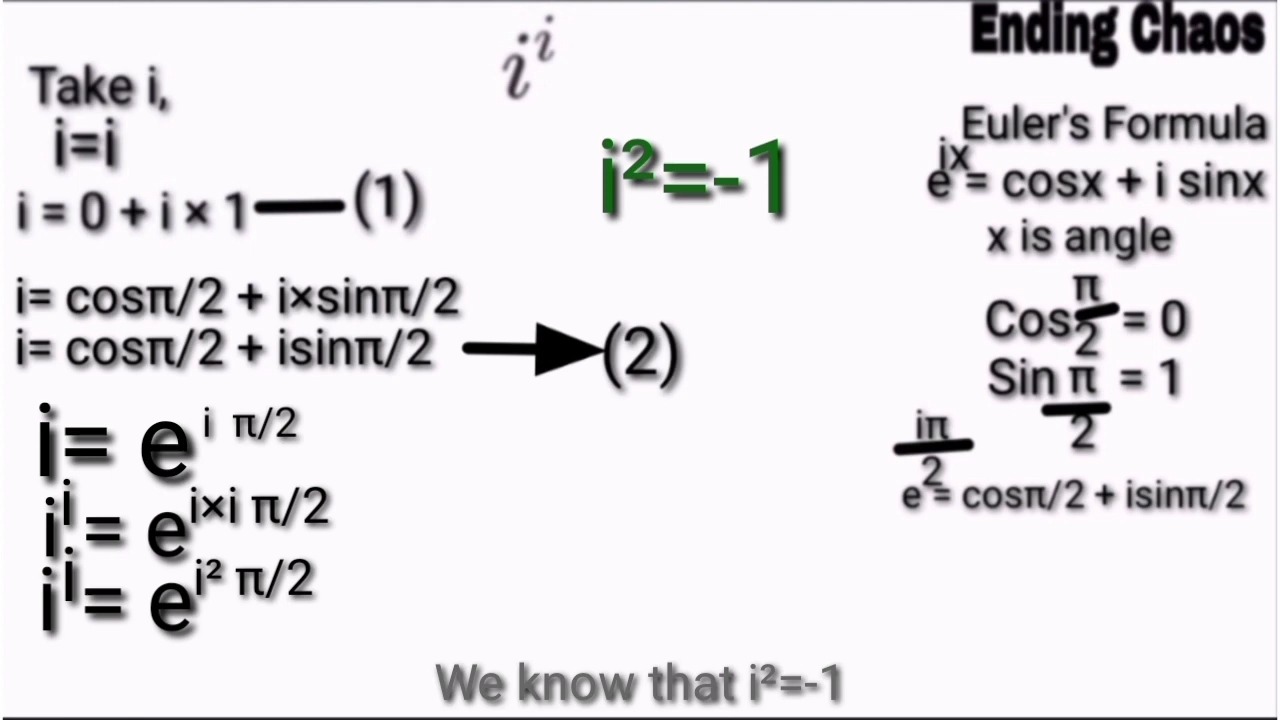 i^i
Ending Chaos
Take i,
i=i
i = 0 + i × 1 — (1)
i= cosπ/2 + i×sinπ/2
i= cosπ/2 + isinπ/2 → (2)
i= e^i π/2
i^i = e^i×i π/2
i^i = e^i² π/2
i²=-1
Euler's Formula
e^ix = cosx + i sinx
x is angle
Cos π/2 = 0
Sin π/2 = 1
e^iπ/2 = cosπ/2 + isinπ/2
We know that i²=-1